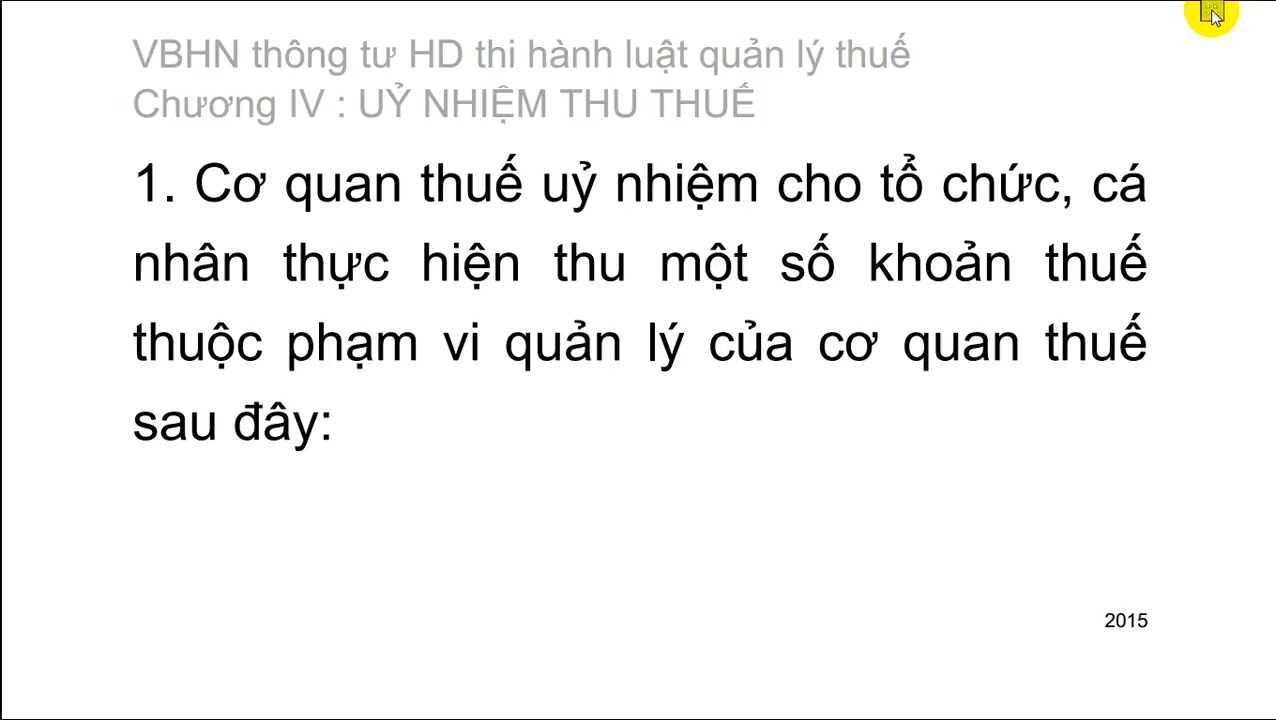 VBHN thông tư HD thi hành luật quản lý thuế
Chương IV : UỶ NHIỆM THU THUẾ
1. Cơ quan thuế uỷ nhiệm cho tổ chức, cá
nhân thực hiện thu một số khoản thuế
thuộc phạm vi quản lý của cơ quan thuế
sau đây:
2015